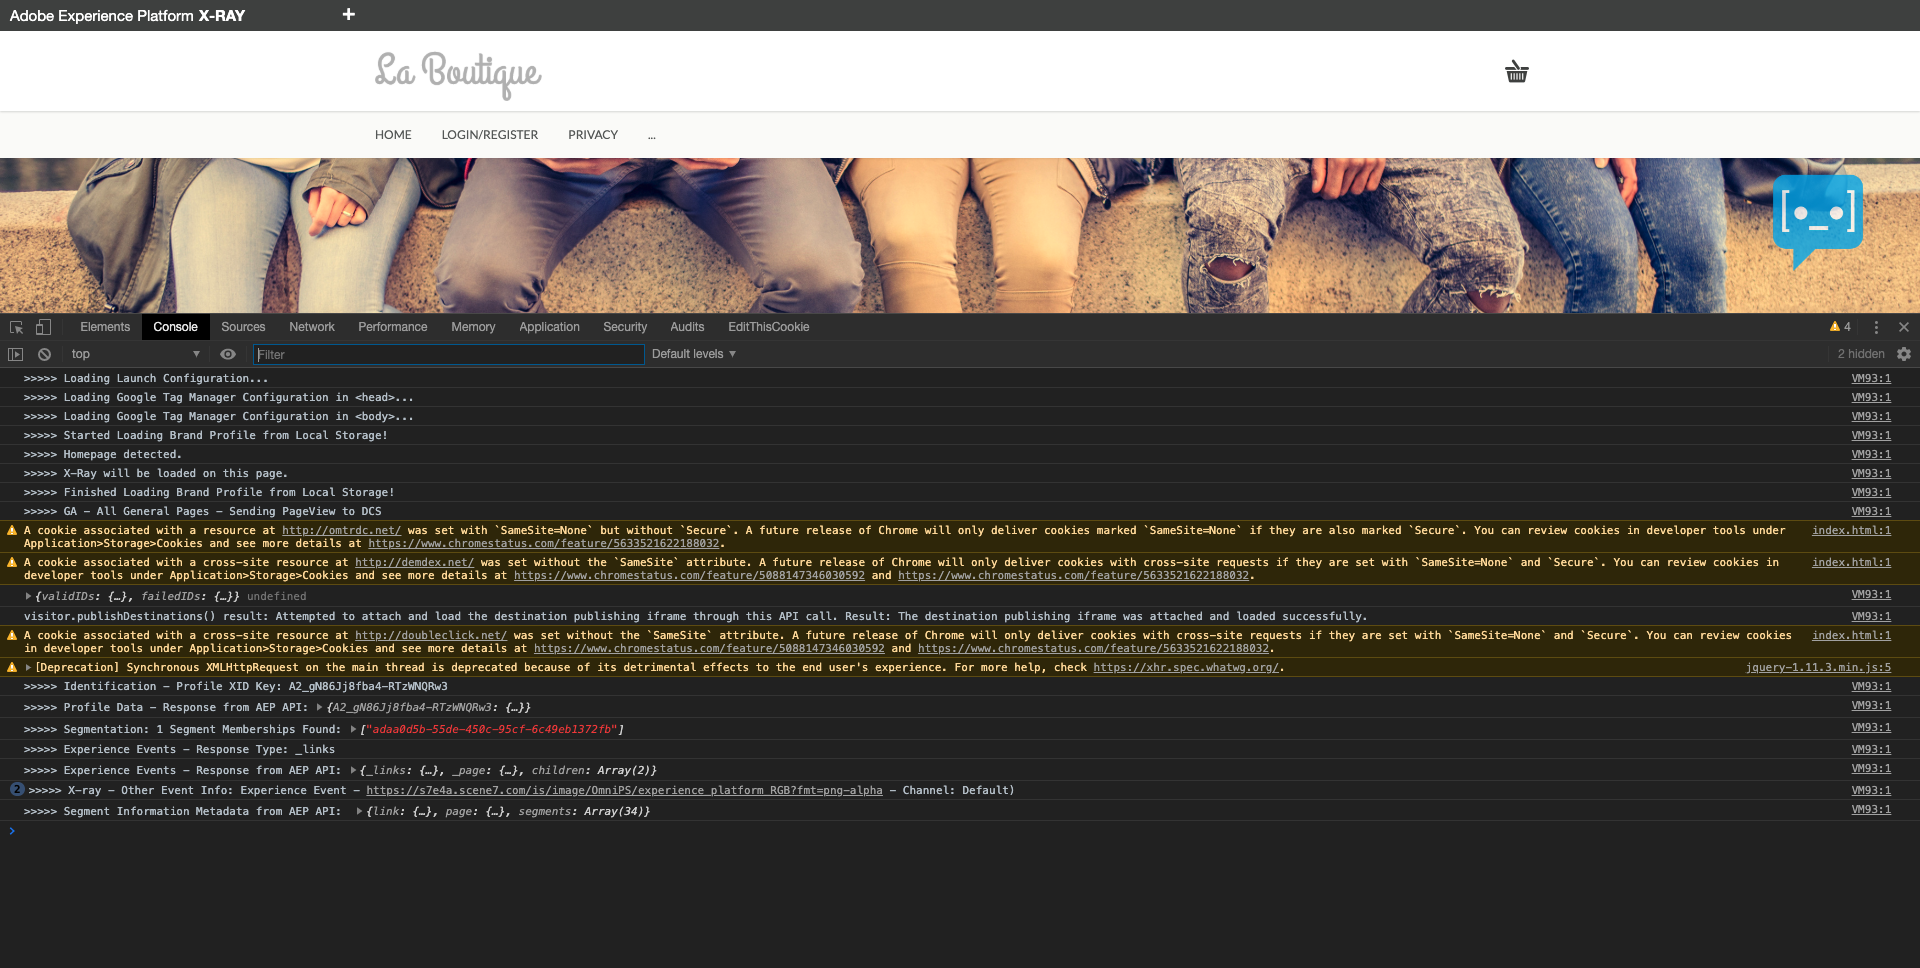 Adobe Experience Platform X-RAY +
La Boutique
HOME LOGIN/REGISTER PRIVACY ...
Elements Console Sources Network Performance Memory Application Security Audits EditThisCookie 4
top Filter Default levels 2 hidden
>>>>> Loading Launch Configuration... VM93:1
>>>>> Loading Google Tag Manager Configuration in <head>... VM93:1
>>>>> Loading Google Tag Manager Configuration in <body>... VM93:1
>>>>> Started Loading Brand Profile from Local Storage! VM93:1
>>>>> Homepage detected. VM93:1
>>>>> X-Ray will be loaded on this page. VM93:1
>>>>> Finished Loading Brand Profile from Local Storage! VM93:1
>>>>> GA - All General Pages - Sending PageView to DCS VM93:1
A cookie associated with a resource at http://omtrdc.net/ was set with `SameSite=None` but without `Secure`. A future release of Chrome will only deliver cookies marked `SameSite=None` if they are also marked `Secure`. You can review cookies in developer tools under index.html:1
Application>Storage>Cookies and see more details at https://www.chromestatus.com/feature/5633521622188032.
A cookie associated with a cross-site resource at http://demdex.net/ was set without the `SameSite` attribute. A future release of Chrome will only deliver cookies with cross-site requests if they are set with `SameSite=None` and `Secure`. You can review cookies in index.html:1
developer tools under Application>Storage>Cookies and see more details at https://www.chromestatus.com/feature/5088147346030592 and https://www.chromestatus.com/feature/5633521622188032.
{validIDs: {…}, failedIDs: {…}} undefined VM93:1
visitor.publishDestinations() result: Attempted to attach and load the destination publishing iframe through this API call. Result: The destination publishing iframe was attached and loaded successfully. VM93:1
A cookie associated with a cross-site resource at http://doubleclick.net/ was set without the `SameSite` attribute. A future release of Chrome will only deliver cookies with cross-site requests if they are set with `SameSite=None` and `Secure`. You can review cookies index.html:1
in developer tools under Application>Storage>Cookies and see more details at https://www.chromestatus.com/feature/5088147346030592 and https://www.chromestatus.com/feature/5633521622188032.
[Deprecation] Synchronous XMLHttpRequest on the main thread is deprecated because of its detrimental effects to the end user's experience. For more help, check https://xhr.spec.whatwg.org/. jquery-1.11.3.min.js:5
>>>>> Identification - Profile XID Key: A2_gN86Jj8fba4-RTzWNQRw3 VM93:1
>>>>> Profile Data - Response from AEP API: {A2_gN86Jj8fba4-RTzWNQRw3: {…}} VM93:1
>>>>> Segmentation: 1 Segment Memberships Found: ["adaa0d5b-55de-450c-95cf-6c49eb1372fb"] VM93:1
>>>>> Experience Events - Response Type: _links VM93:1
>>>>> Experience Events - Response from AEP API: {_links: {…}, _page: {…}, children: Array(2)} VM93:1
2 >>>>> X-ray - Other Event Info: Experience Event - https://s7e4a.scene7.com/is/image/OmniPS/experience_platform_RGB?fmt=png-alpha - Channel: Default) VM93:1
>>>>> Segment Information Metadata from AEP API: {link: {…}, page: {…}, segments: Array(34)} VM93:1
>